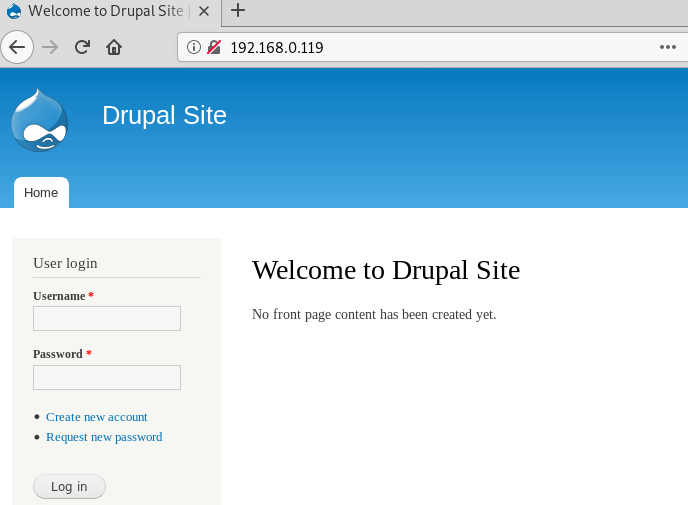 Welcome to Drupal Site |
192.168.0.119
Drupal Site
Home
User login
Username *
Password *
Create new account
Request new password
Log in
Welcome to Drupal Site
No front page content has been created yet.